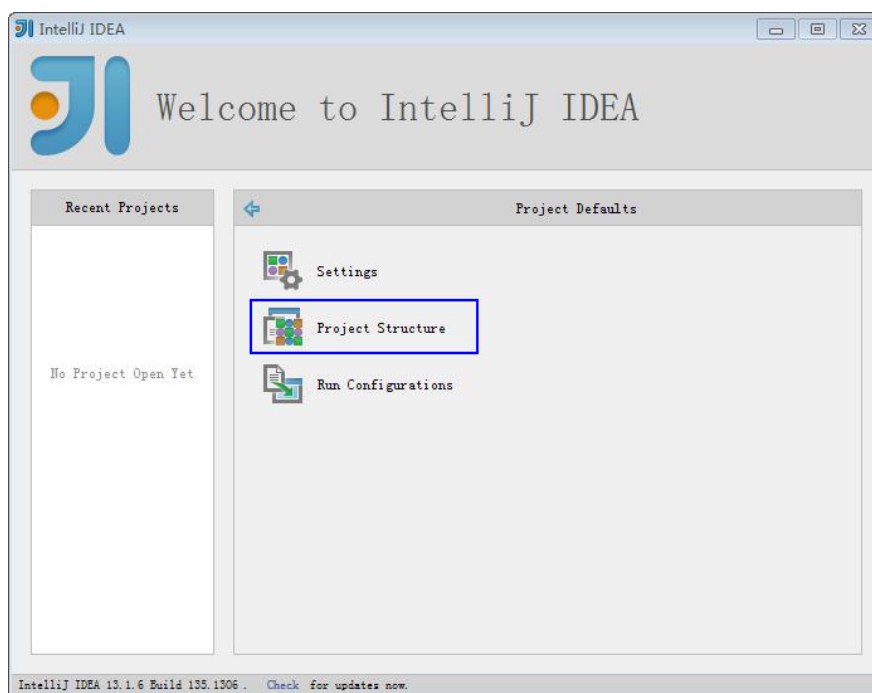 IntelliJ IDEA
Welcome to IntelliJ IDEA
Recent Projects
Project Defaults
Settings
Project Structure
No Project Open Yet
Run Configurations
IntelliJ IDEA 13.1.6 Build 135.1306 . Check for updates now.